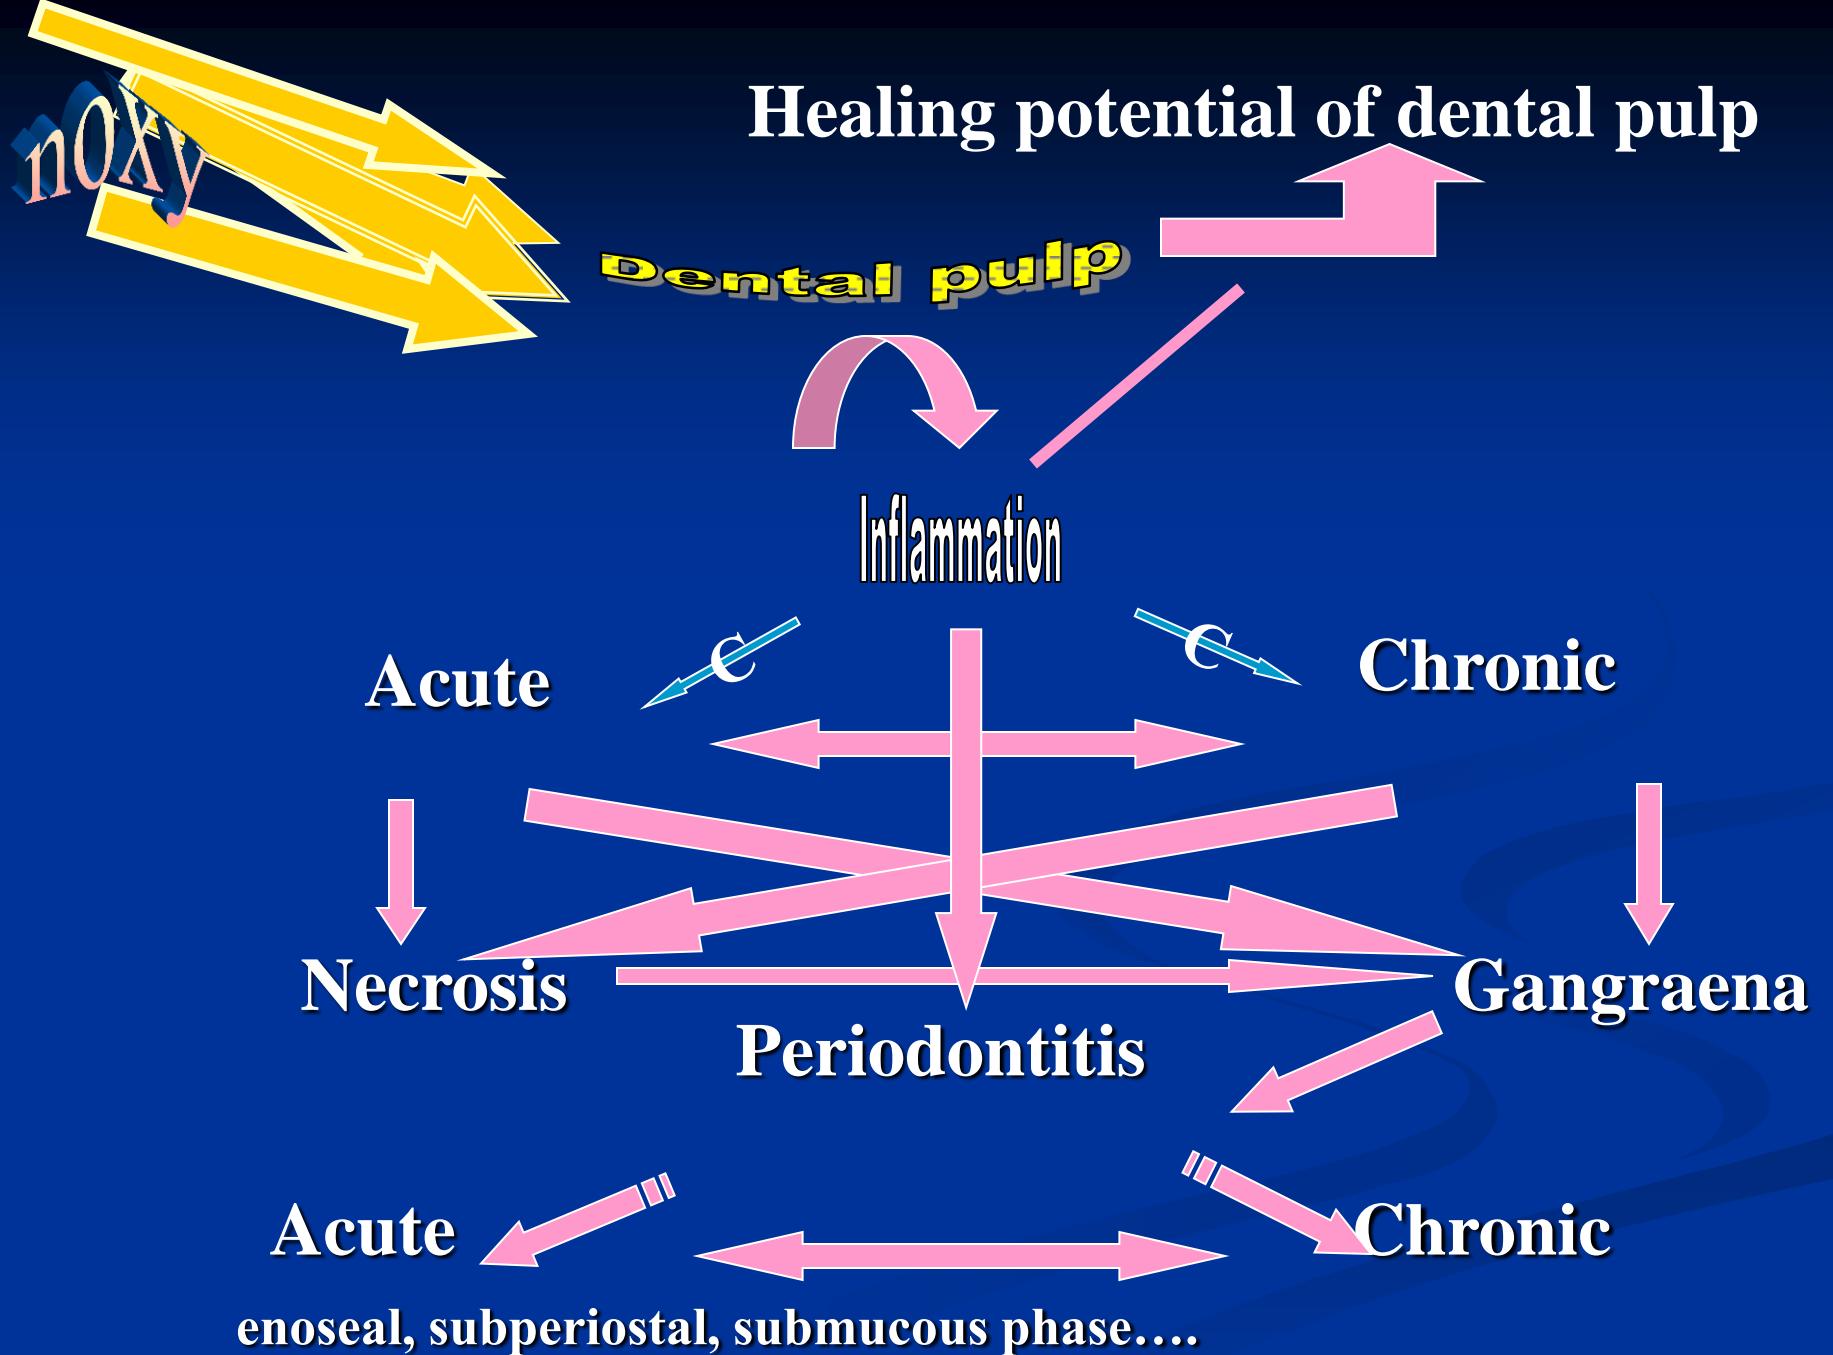 noxy
Healing potential of dental pulp
Dental pulp
Inflammation
C
C
Acute
Chronic
Necrosis
Gangraena
Periodontitis
Acute
Chronic
enoseal, subperiostal, submucous phase….